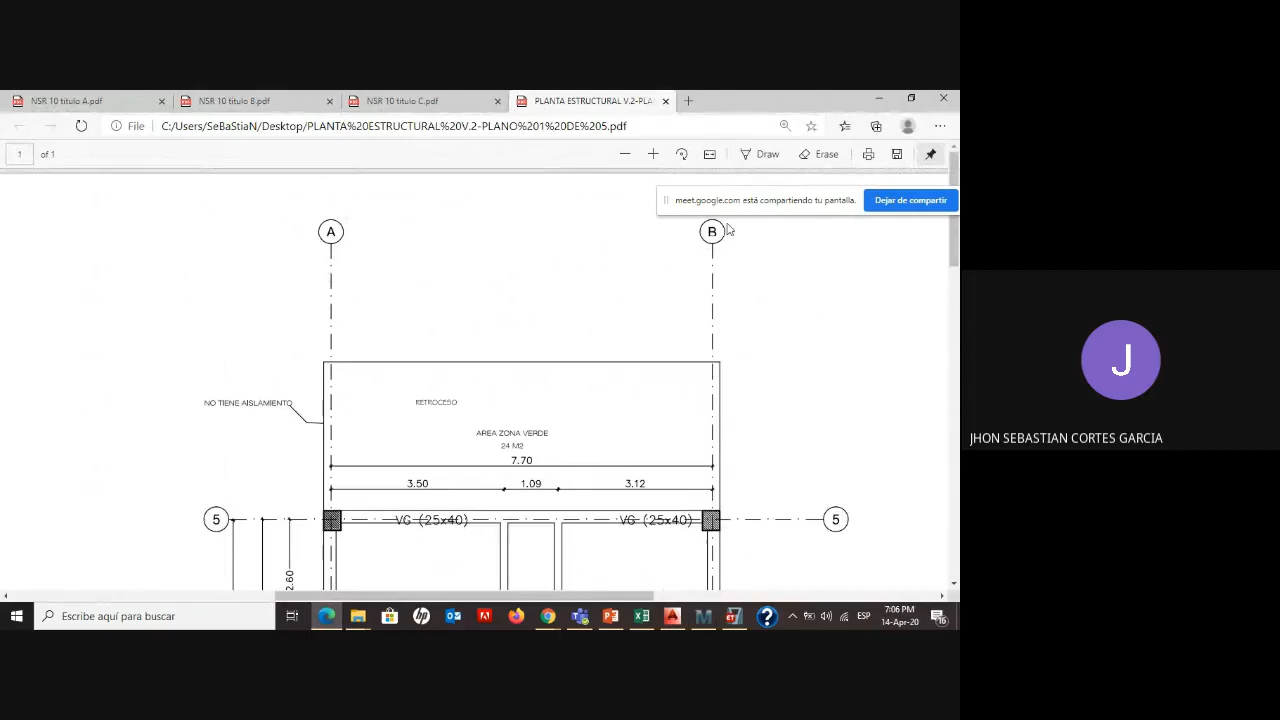 NSR 10 titulo A.pdf
NSR 10 titulo B.pdf
NSR 10 titulo C.pdf
PLANTA ESTRUCTURAL V.2-PLA
File
C:/Users/SeBaStiaN/Desktop/PLANTA%20ESTRUCTURAL%20V.2-PLANO%201%20DE%205.pdf
1 of 1
Draw
Erase
meet.google.com está compartiendo tu pantalla.
Dejar de compartir
A
B
NO TIENE AISLAMIENTO
RETROCESO
AREA ZONA VERDE
24 M2
7.70
3.50
1.09
3.12
5
VG (25x40)
VG (25x40)
5
2.60
J
JHON SEBASTIAN CORTES GARCIA
Escribe aquí para buscar
ESP
7:06 PM
14-Apr-20
16